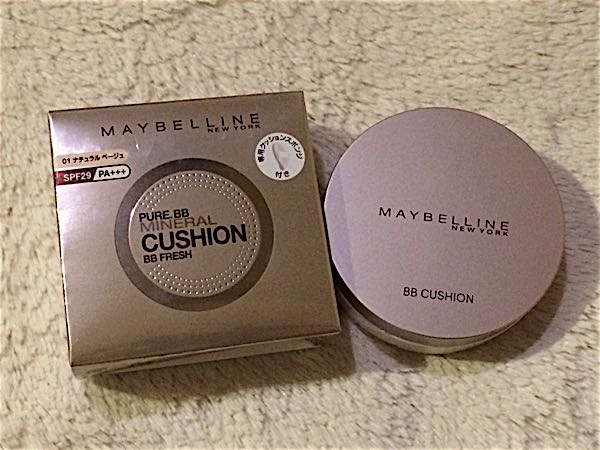 MAYBELLINE
NEW YORK
01 ナチュラル ベージュ
SPF29 PA+++
専用クッションスポンジ
付き
PURE.BB
MINERAL
CUSHION
BB FRESH
MAYBELLINE
NEW YORK
BB CUSHION